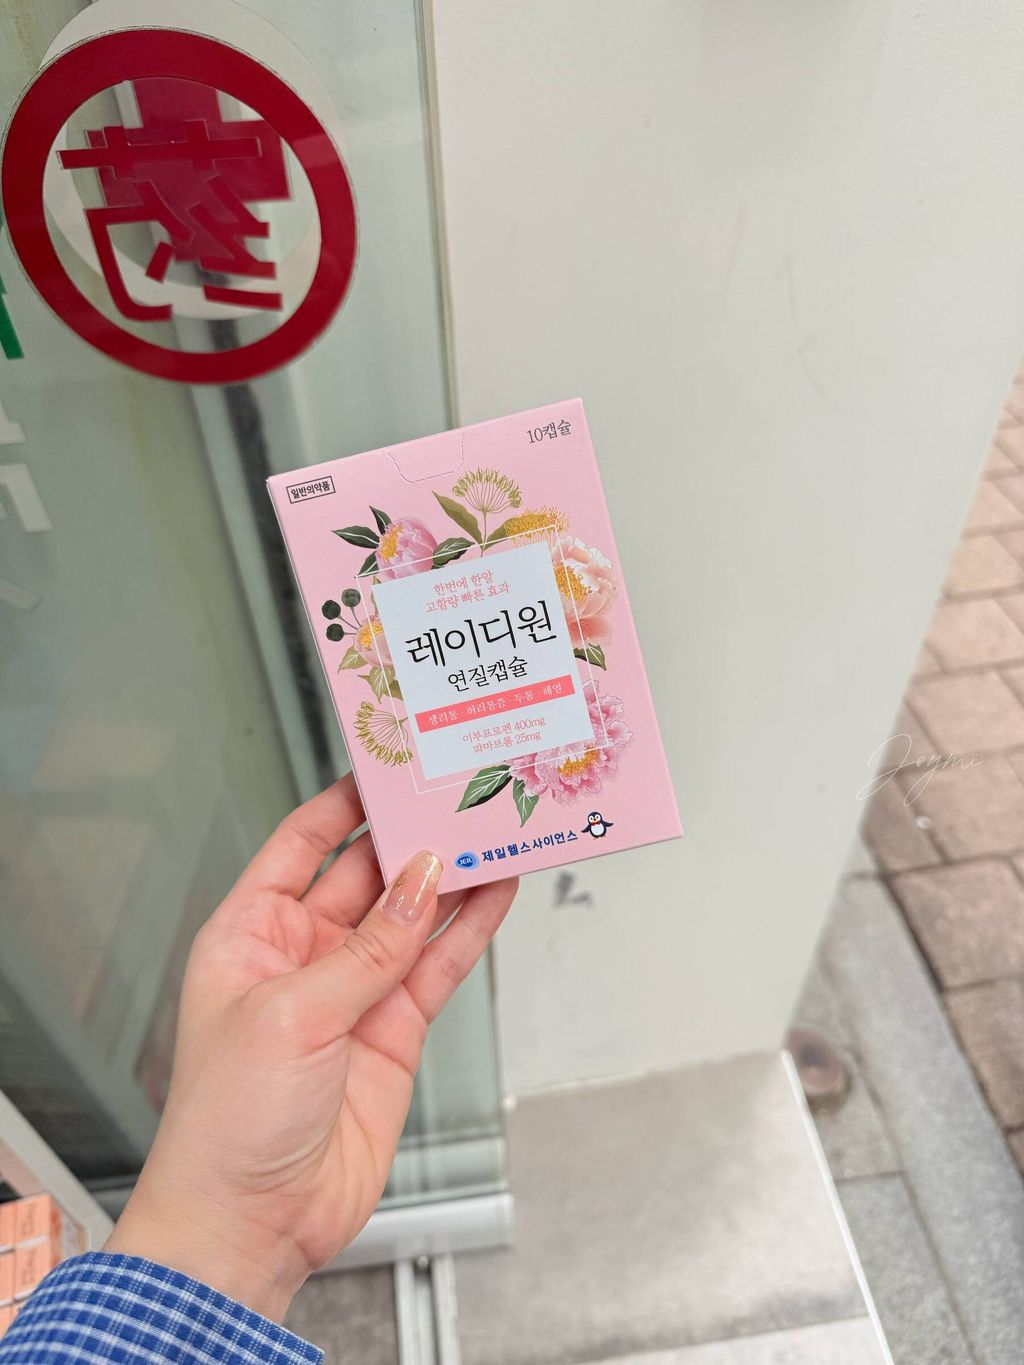 10캡슐
일반의약품
한번에 한알
고함량 빠른 효과
레이디원
연질캡슐
생리통 · 허리통증 · 두통 · 해열
이부프로펜 400mg
파마브롬 25mg
JEIL 제일헬스사이언스
Joymi